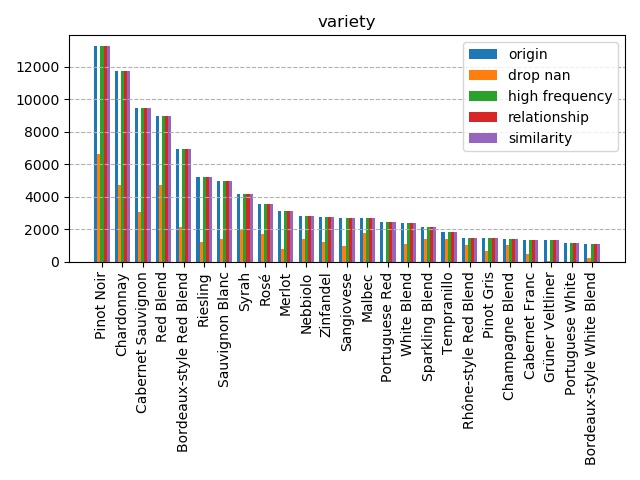 variety
origin
drop nan
high frequency
relationship
similarity
12000
10000
8000
6000
4000
2000
0
Pinot Noir
Chardonnay
Cabernet Sauvignon
Red Blend
Bordeaux-style Red Blend
Riesling
Sauvignon Blanc
Syrah
Rosé
Merlot
Nebbiolo
Zinfandel
Sangiovese
Malbec
Portuguese Red
White Blend
Sparkling Blend
Tempranillo
Rhône-style Red Blend
Pinot Gris
Champagne Blend
Cabernet Franc
Grüner Veltliner
Portuguese White
Bordeaux-style White Blend